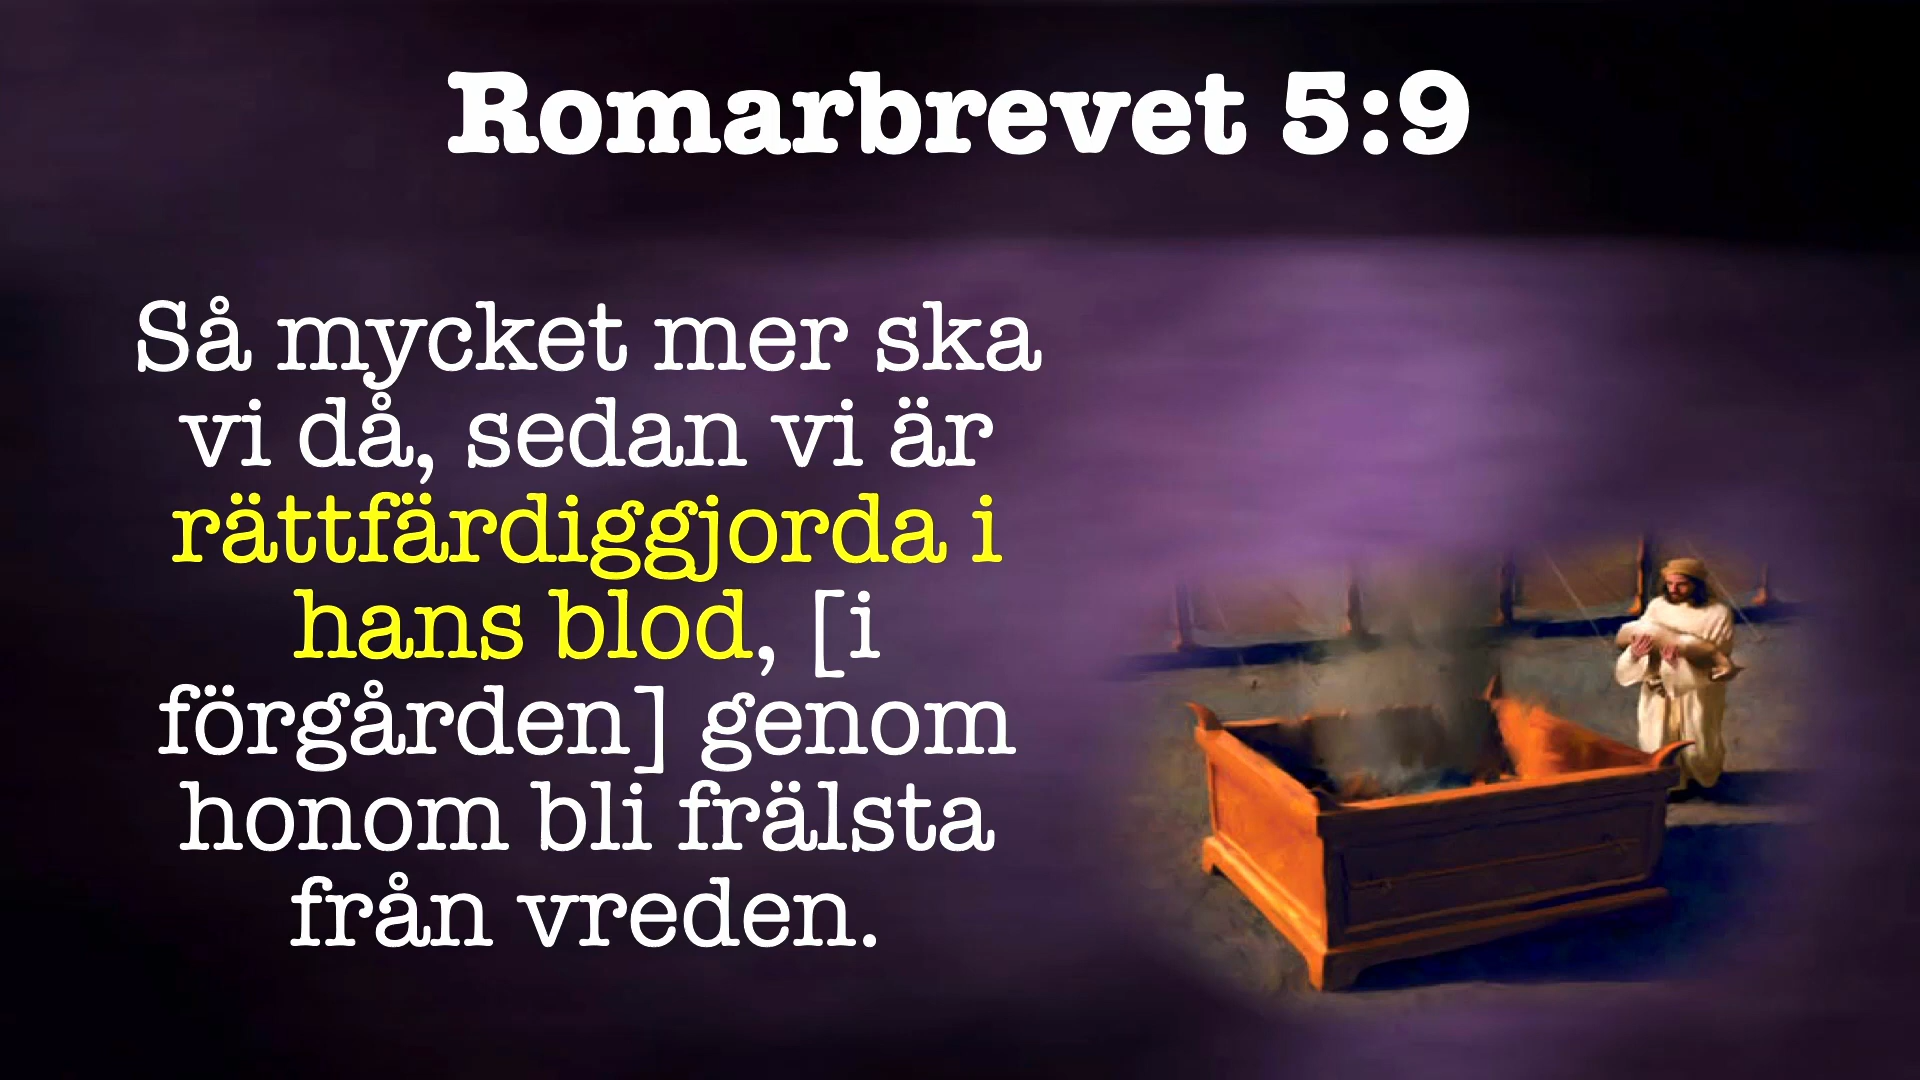 Romarbrevet 5:9
Så mycket mer ska
vi då, sedan vi är
rättfärdiggjorda i
hans blod, [i
förgården] genom
honom bli frälsta
från vreden.